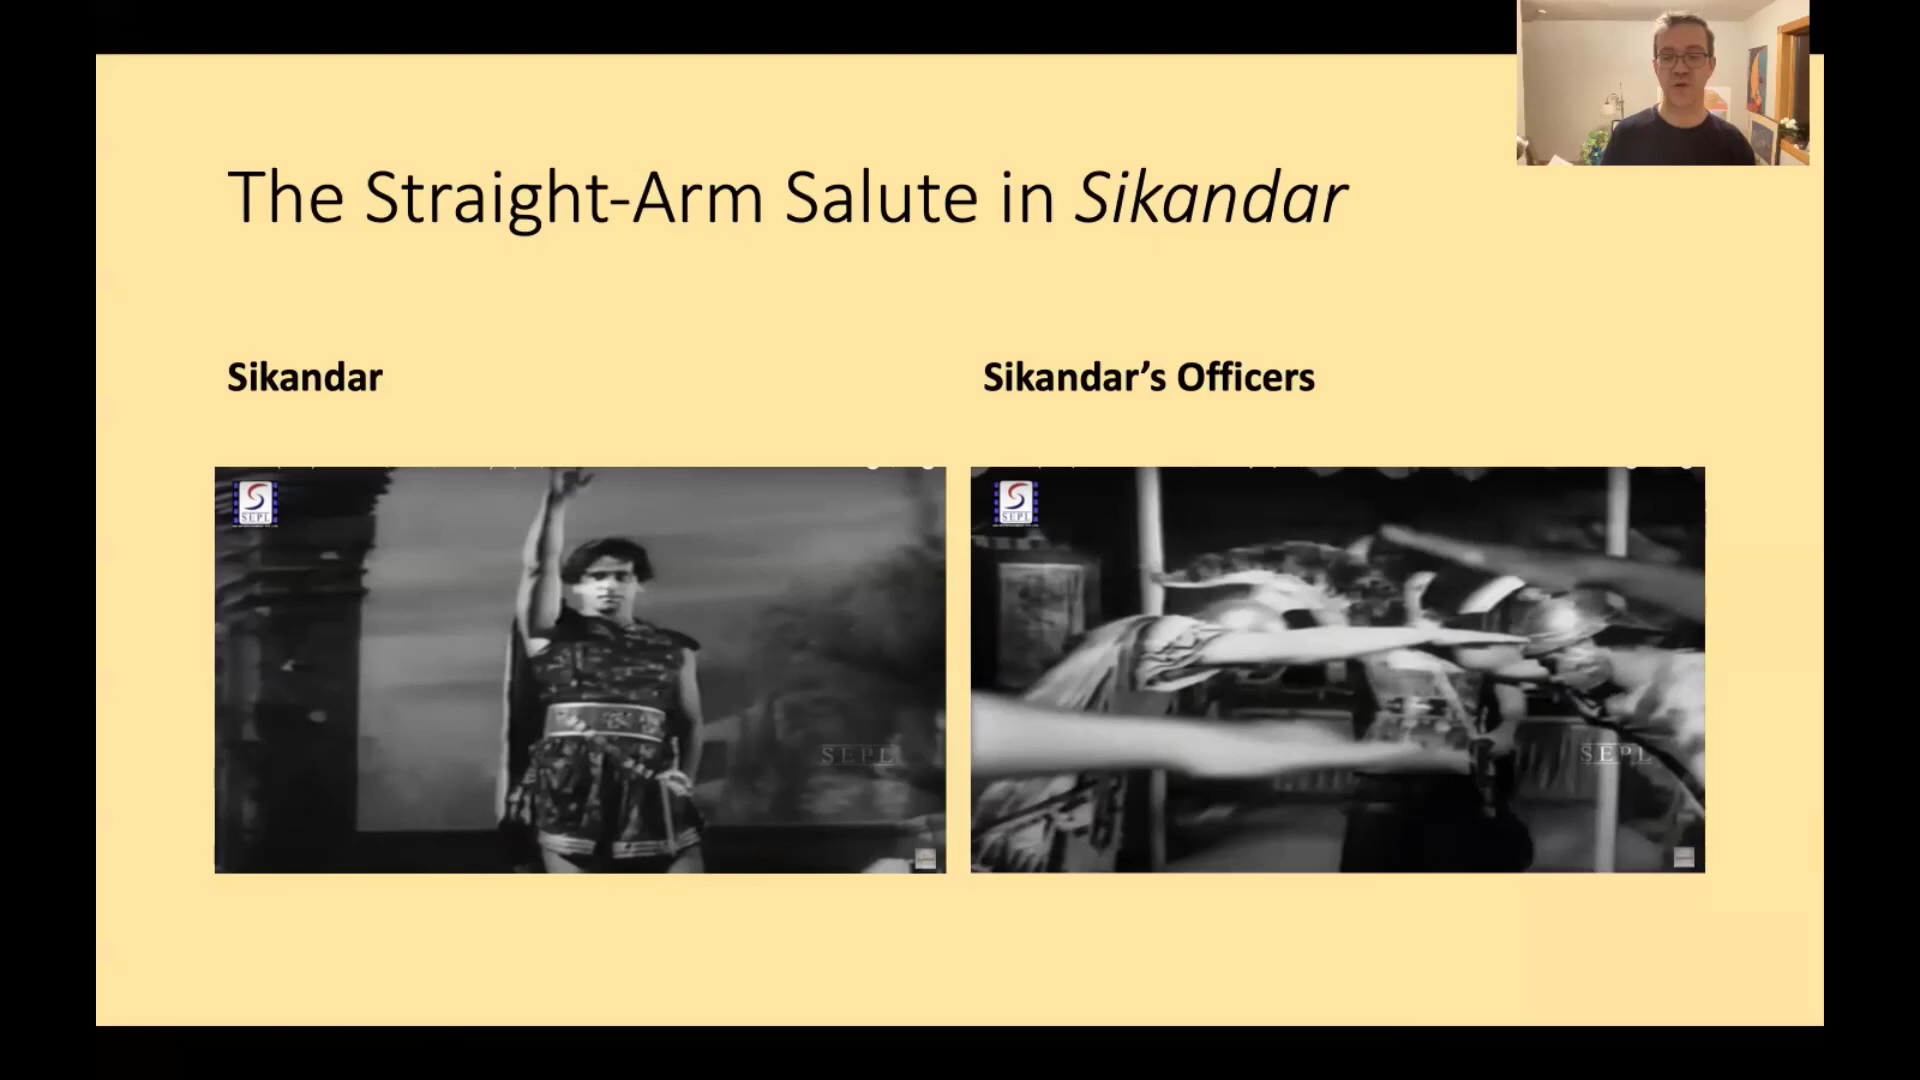 The Straight-Arm Salute in Sikandar
Sikandar
Sikandar’s Officers
SEPL
SEPL
SEPL
SEPL